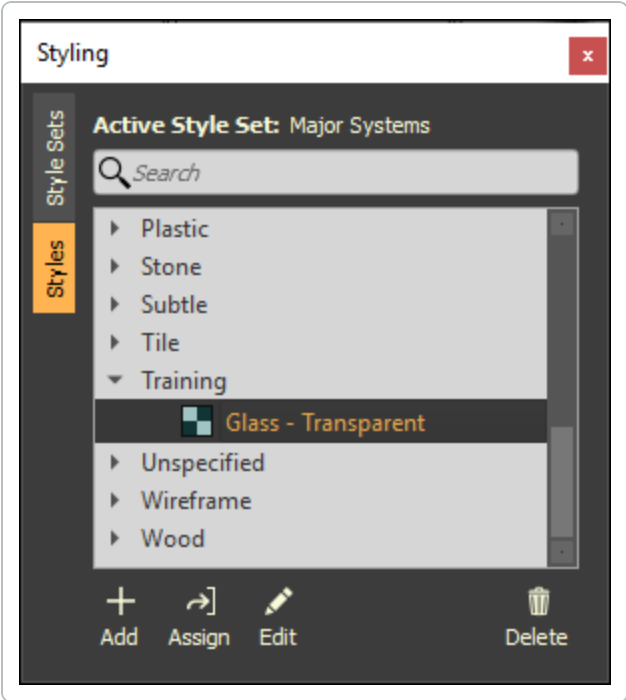 Styling
x
Style Sets
Styles
Active Style Set: Major Systems
Search
Plastic
Stone
Subtle
Tile
Training
Glass - Transparent
Unspecified
Wireframe
Wood
Add Assign Edit Delete